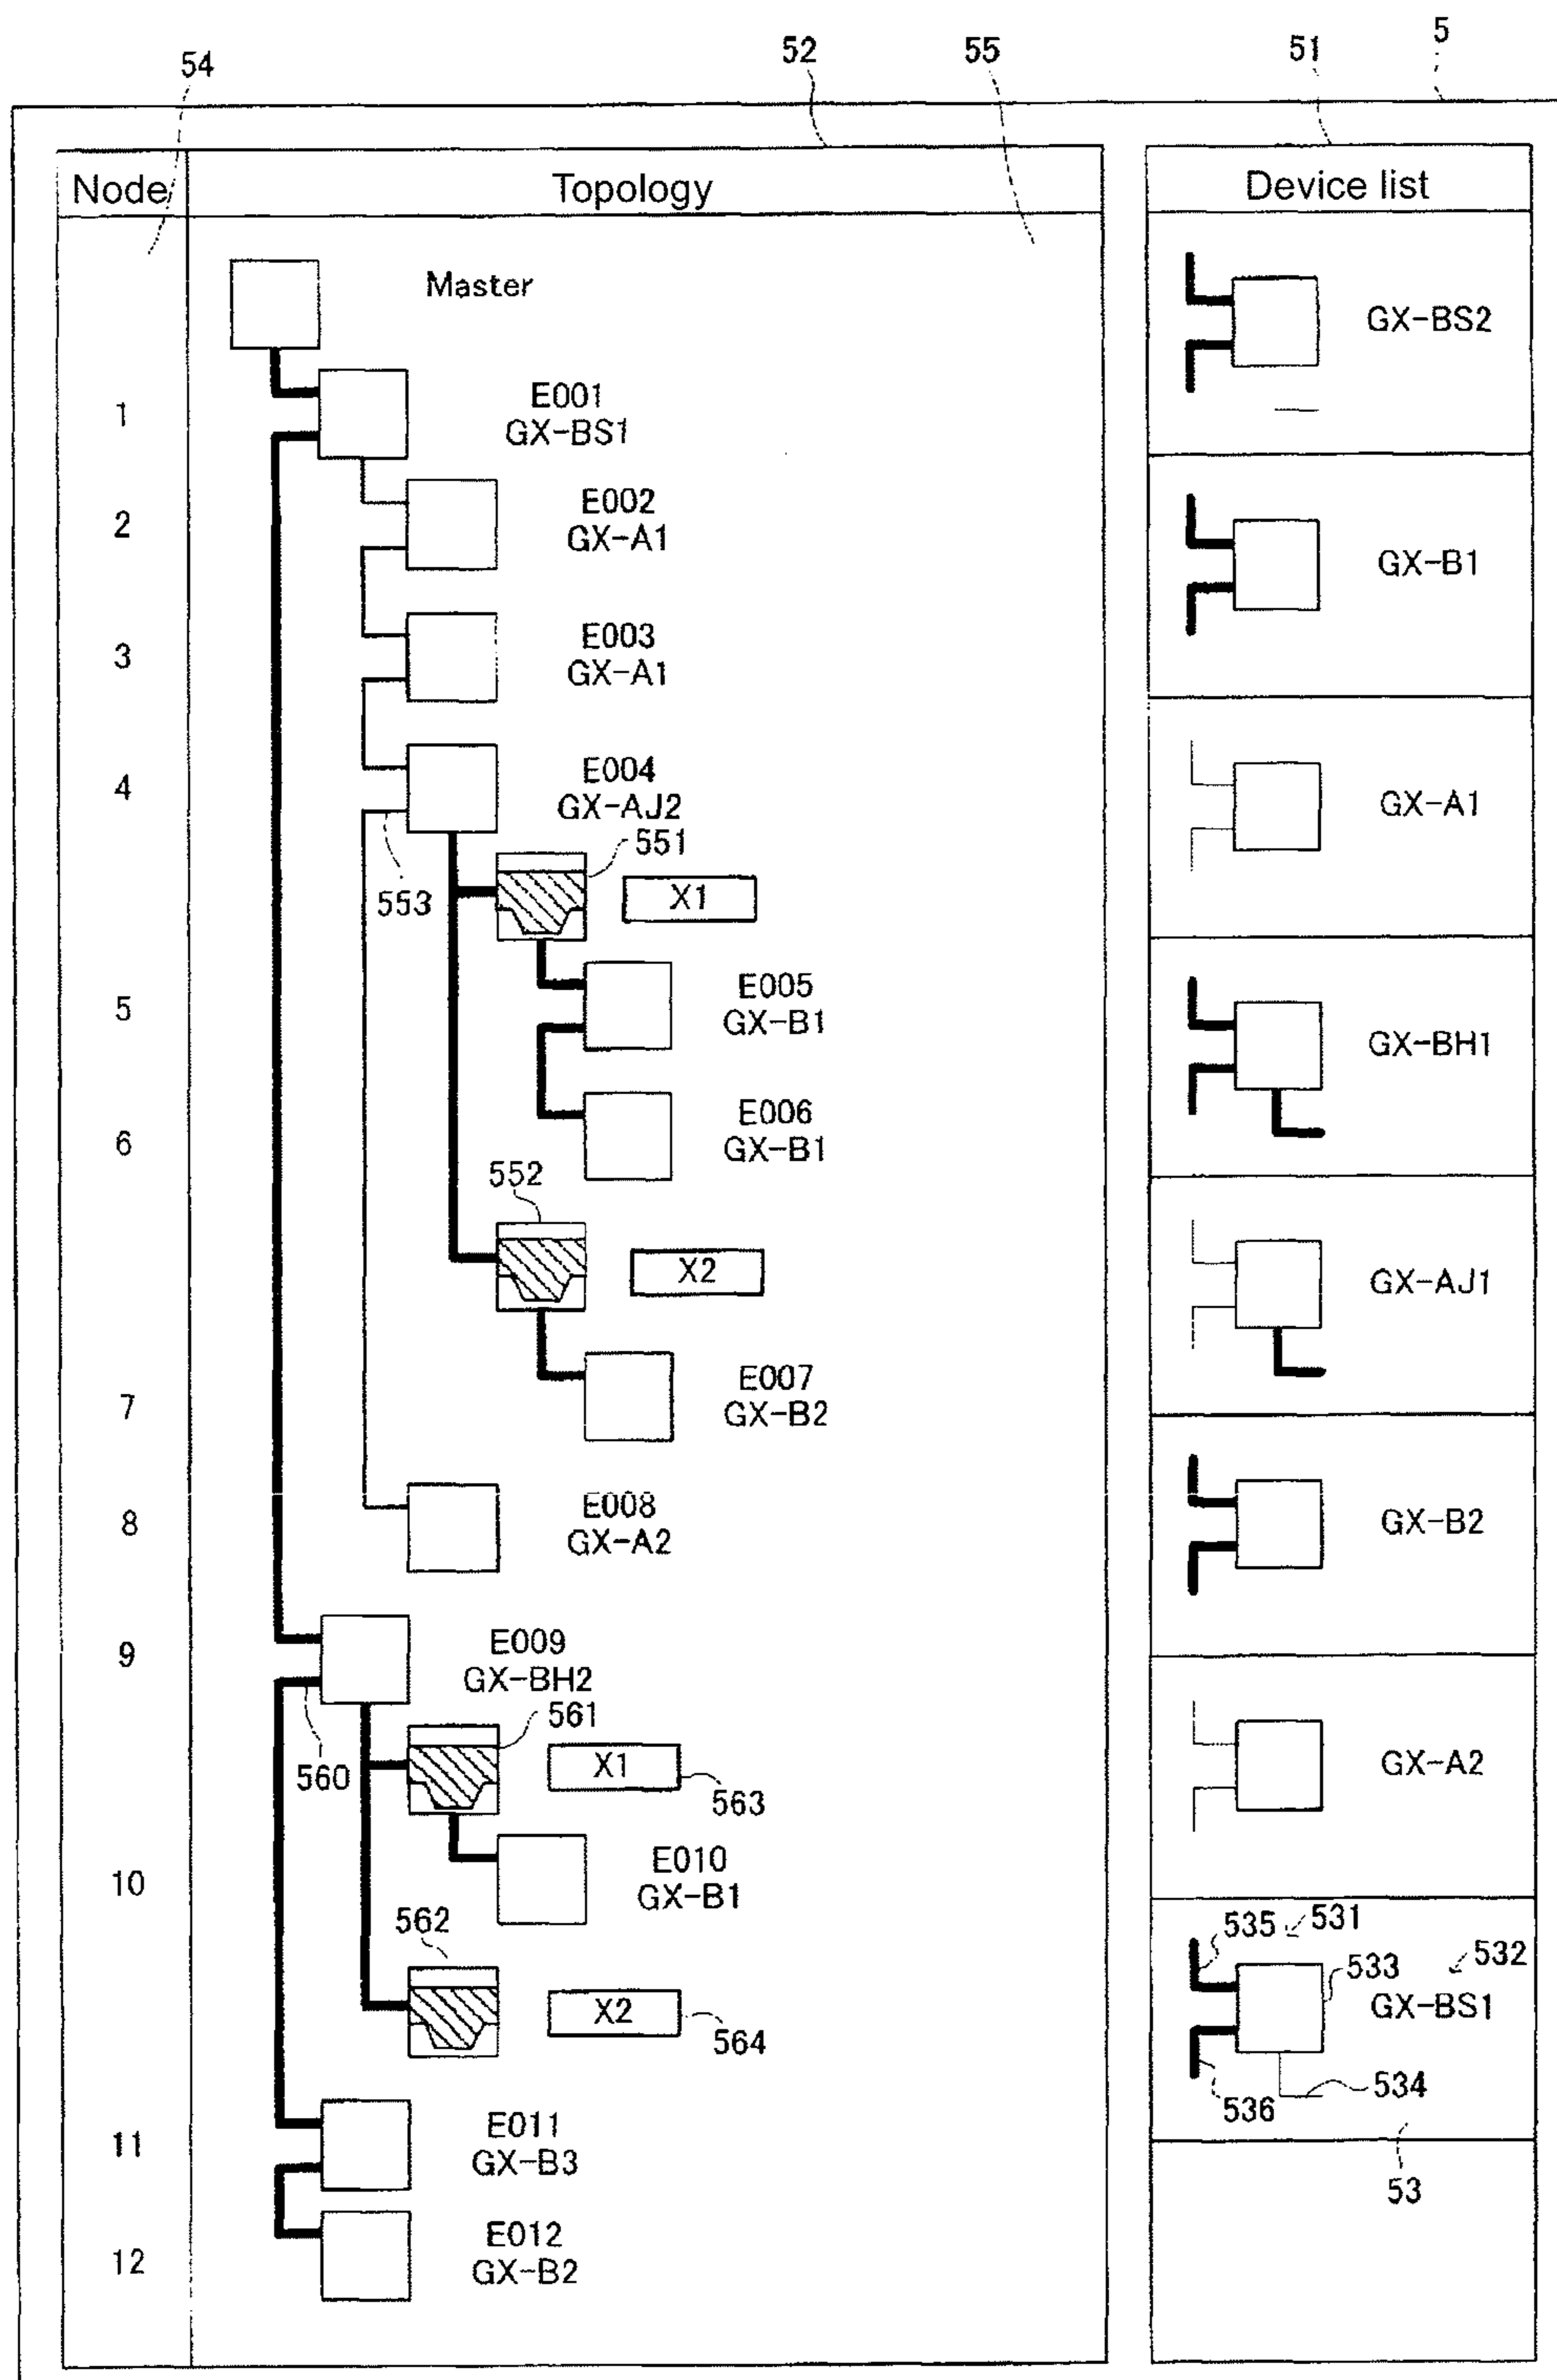 54
52
55
51
5
Node
Topology
Device list
Master
1
E001
GX-BS1
2
E002
GX-A1
3
E003
GX-A1
4
E004
GX-AJ2
551
553
X1
5
E005
GX-B1
6
E006
GX-B1
552
X2
7
E007
GX-B2
8
E008
GX-A2
9
E009
GX-BH2
561
560
X1
563
10
E010
GX-B1
562
X2
564
11
E011
GX-B3
12
E012
GX-B2
GX-BS2
GX-B1
GX-A1
GX-BH1
GX-AJ1
GX-B2
GX-A2
535
531
532
533
GX-BS1
534
536
53